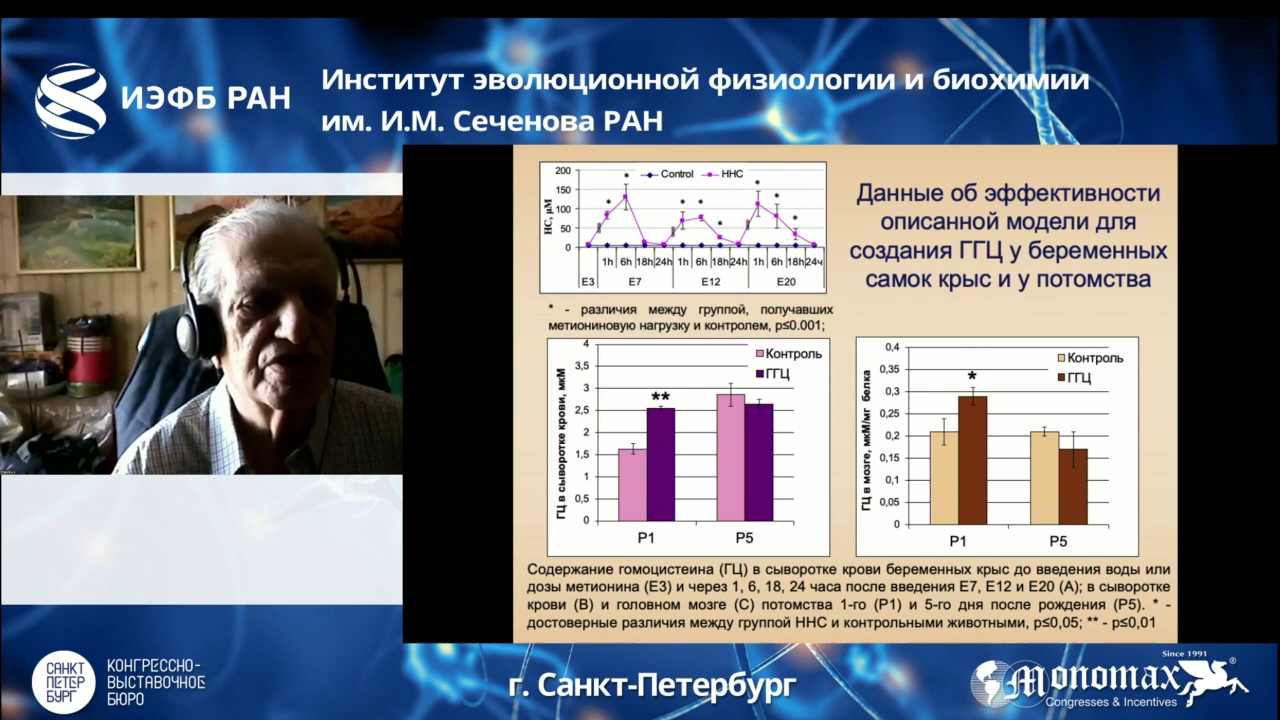 ИЭФБ РАН
Институт эволюционной физиологии и биохимии
им. И.М. Сеченова РАН
200
150
100
50
0
HC, µM
Control
HHC
*
*
*
*
*
*
*
*
1h
6h
18h
24h
1h
6h
18h
24h
1h
6h
18h
24ч
E3
E7
E12
E20
Данные об эффективности
описанной модели для
создания ГГЦ у беременных
самок крыс и у потомства
* - различия между группой, получавших
метиониновую нагрузку и контролем, p≤0.001;
4
3,5
3
2,5
2
1,5
1
0,5
0
ГЦ в сыворотке крови, мкМ
Контроль
ГГЦ
**
P1
P5
0,4
0,35
0,3
0,25
0,2
0,15
0,1
0,05
0
ГЦ в мозге, мкМ/мг белка
Контроль
ГГЦ
*
P1
P5
Содержание гомоцистеина (ГЦ) в сыворотке крови беременных крыс до введения воды или
дозы метионина (E3) и через 1, 6, 18, 24 часа после введения E7, E12 и E20 (А); в сыворотке
крови (В) и головном мозге (С) потомства 1-го (P1) и 5-го дня после рождения (P5). * -
достоверные различия между группой ННС и контрольными животными, p≤0,05; ** - p≤0,01
САНКТ
ПЕТЕР
БУРГ
КОНГРЕССНО-
ВЫСТАВОЧНОЕ
БЮРО
г. Санкт-Петербург
Since 1991
Monomax
®
Congresses & Incentives